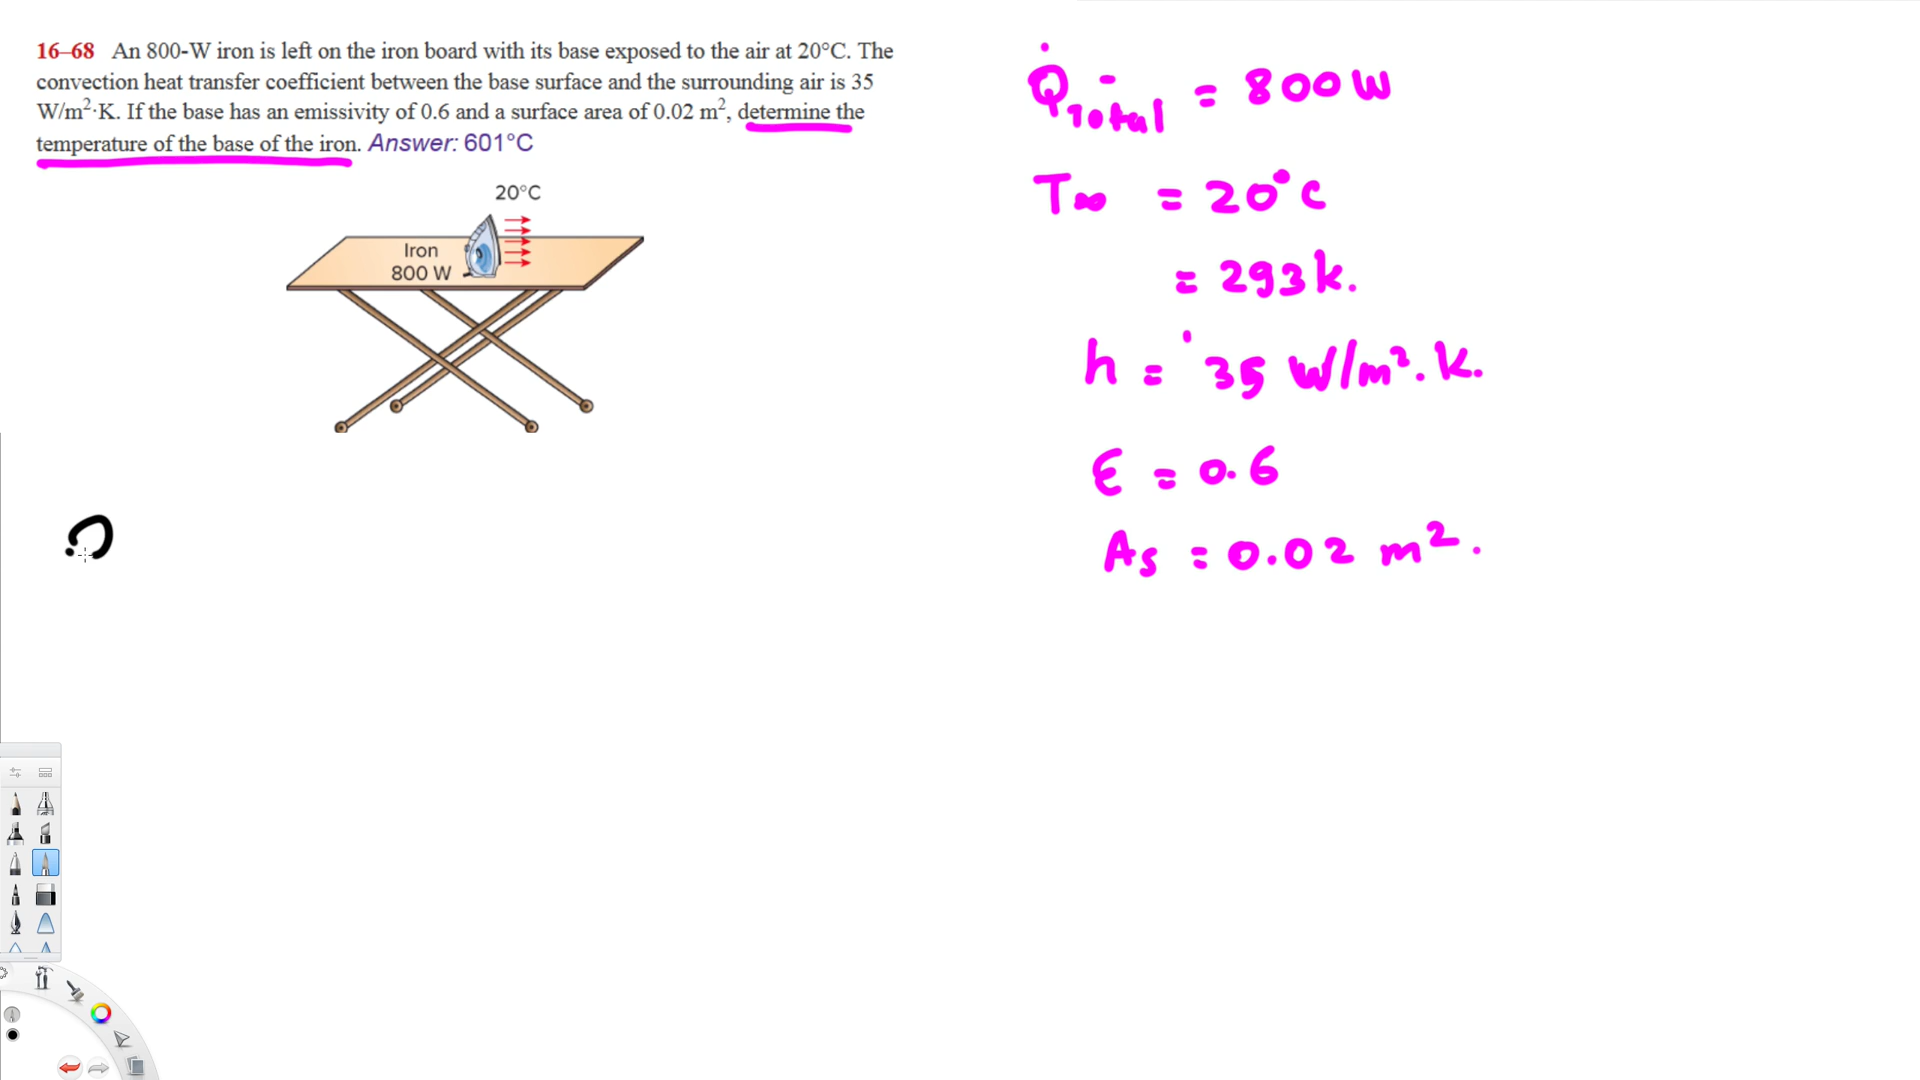 16–68 An 800-W iron is left on the iron board with its base exposed to the air at 20°C. The
convection heat transfer coefficient between the base surface and the surrounding air is 35
W/m²·K. If the base has an emissivity of 0.6 and a surface area of 0.02 m², determine the
temperature of the base of the iron. Answer: 601°C
20°C
Iron
800 W
Q̇Total = 800W
T∞ = 20°C
= 293k.
h = 35 W/m².k.
ε = 0.6
As = 0.02 m².